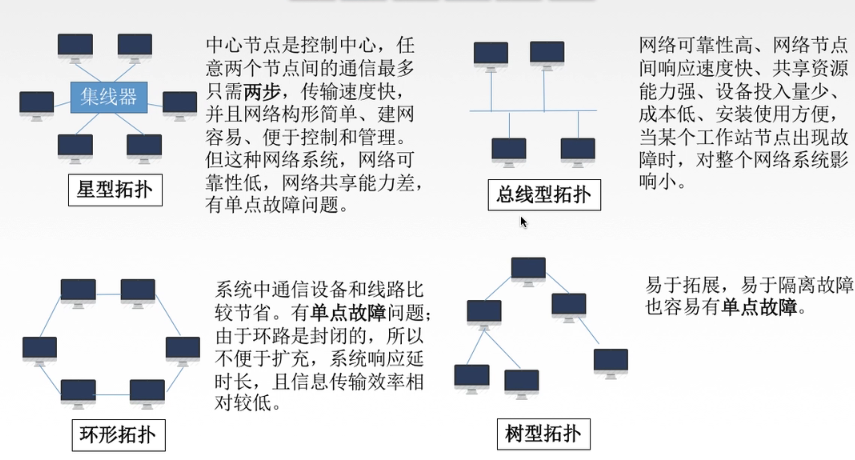 集线器
中心节点是控制中心，任
意两个节点间的通信最多
只需两步，传输速度快，
并且网络构形简单、建网
容易、便于控制和管理。
但这种网络系统，网络可
靠性低，网络共享能力差，
有单点故障问题。
星型拓扑
网络可靠性高、网络节点
间响应速度快、共享资源
能力强、设备投入量少、
成本低、安装使用方便，
当某个工作站节点出现故
障时，对整个网络系统影
响小。
总线型拓扑
系统中通信设备和线路比
较节省。有单点故障问题；
由于环路是封闭的，所以
不便于扩充，系统响应延
时长，且信息传输效率相
对较低。
环形拓扑
易于拓展，易于隔离故障
也容易有单点故障。
树型拓扑